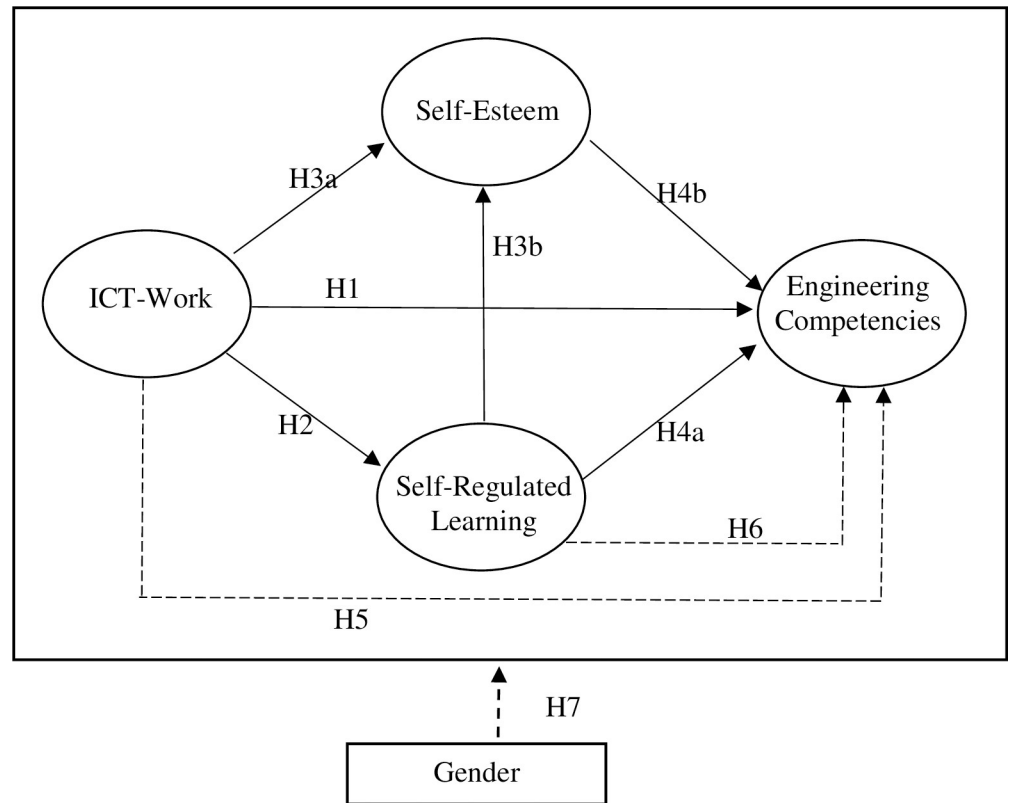 Self-Esteem
H3a
H4b
H3b
ICT-Work
H1
Engineering
Competencies
H2
H4a
Self-Regulated
Learning
H6
H5
H7
Gender